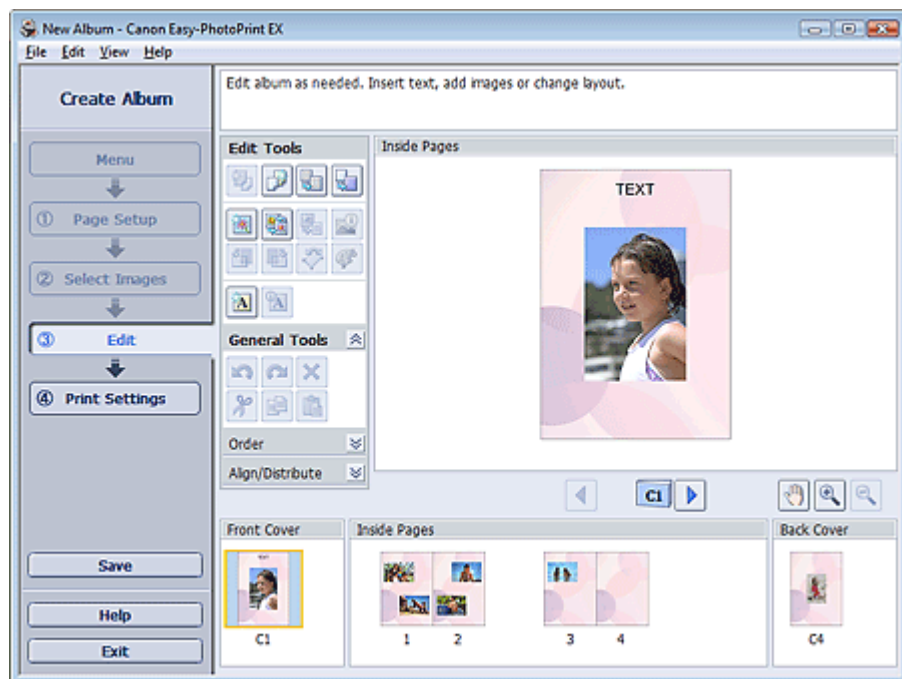 New Album - Canon Easy-PhotoPrint EX
File Edit View Help
Create Album
Edit album as needed. Insert text, add images or change layout.
Menu
① Page Setup
② Select Images
③ Edit
④ Print Settings
Save
Help
Exit
Edit Tools
A A
General Tools
Order
Align/Distribute
Inside Pages
TEXT
C1
Front Cover
C1
Inside Pages
1 2 3 4
Back Cover
C4